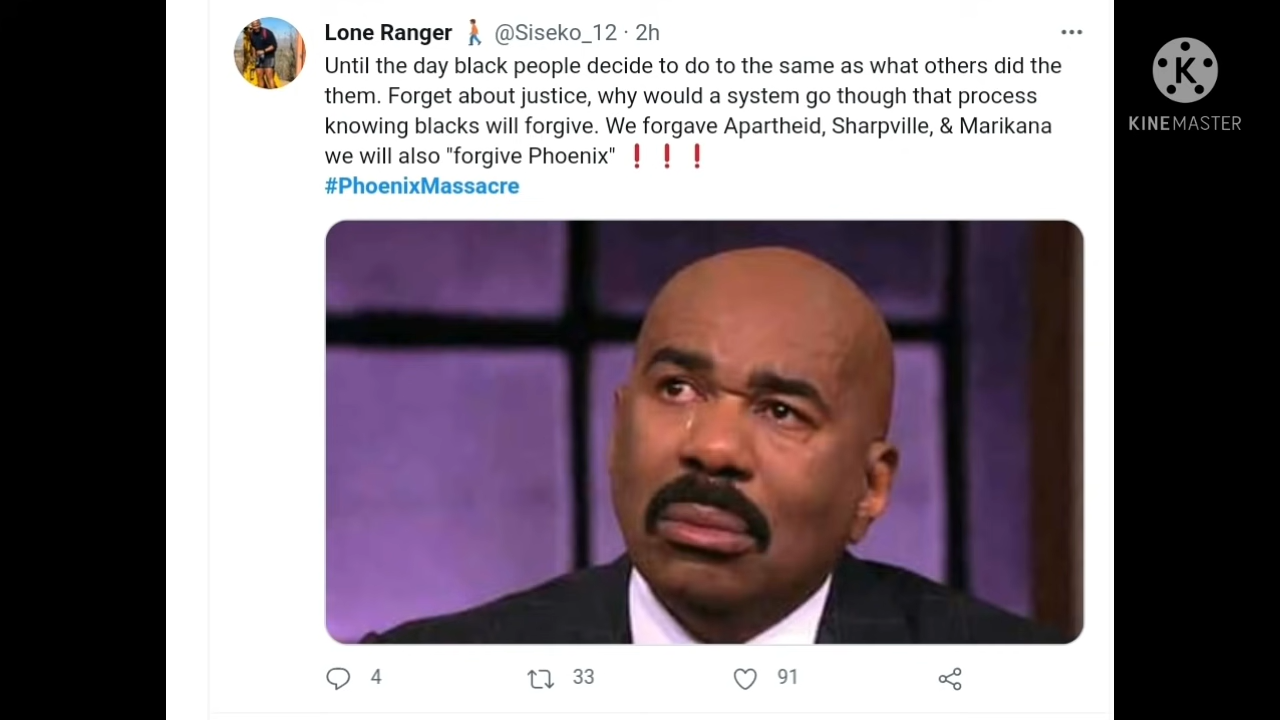 Lone Ranger 🚶🏾 @Siseko_12 · 2h
Until the day black people decide to do to the same as what others did the
them. Forget about justice, why would a system go though that process
knowing blacks will forgive. We forgave Apartheid, Sharpville, & Marikana
we will also "forgive Phoenix" ❗❗❗
#PhoenixMassacre
4 33 91
K
KINEMASTER